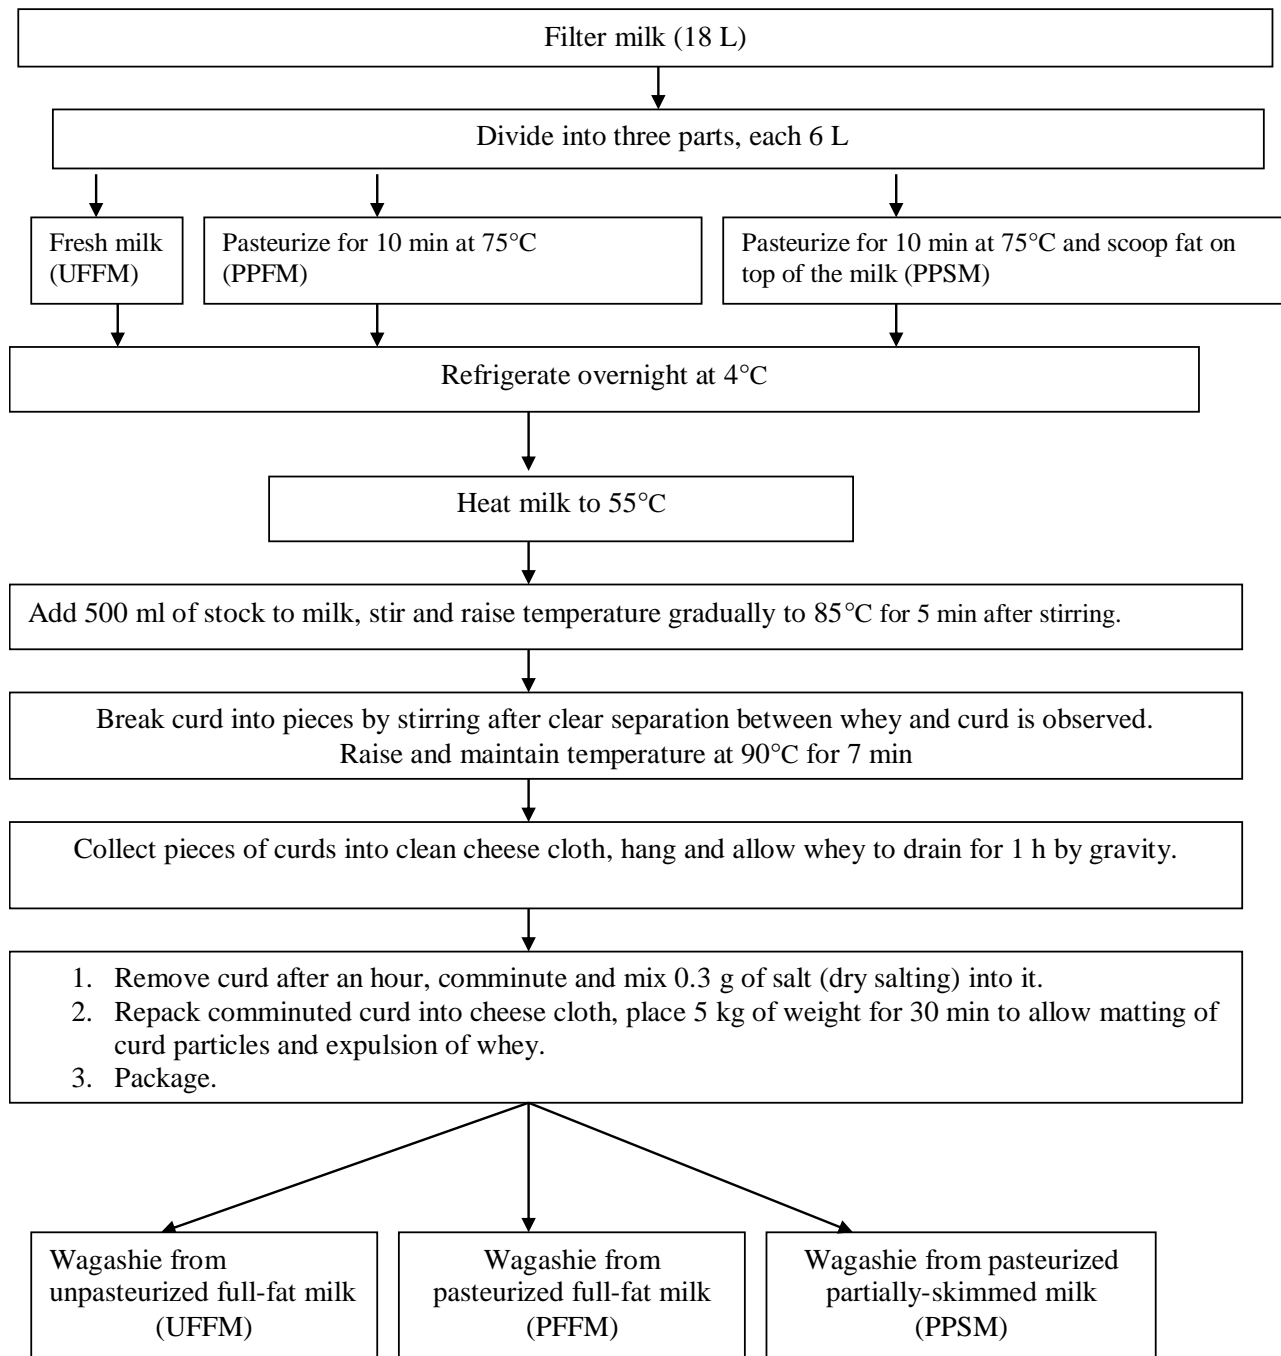 Filter milk (18 L)
Divide into three parts, each 6 L
Fresh milk
(UFFM)
Pasteurize for 10 min at 75°C
(PPFM)
Pasteurize for 10 min at 75°C and scoop fat on
top of the milk (PPSM)
Refrigerate overnight at 4°C
Heat milk to 55°C
Add 500 ml of stock to milk, stir and raise temperature gradually to 85°C for 5 min after stirring.
Break curd into pieces by stirring after clear separation between whey and curd is observed.
Raise and maintain temperature at 90°C for 7 min
Collect pieces of curds into clean cheese cloth, hang and allow whey to drain for 1 h by gravity.
1. Remove curd after an hour, comminute and mix 0.3 g of salt (dry salting) into it.
2. Repack comminuted curd into cheese cloth, place 5 kg of weight for 30 min to allow matting of
curd particles and expulsion of whey.
3. Package.
Wagashie from
unpasteurized full-fat milk
(UFFM)
Wagashie from
pasteurized full-fat milk
(PFFM)
Wagashie from pasteurized
partially-skimmed milk
(PPSM)